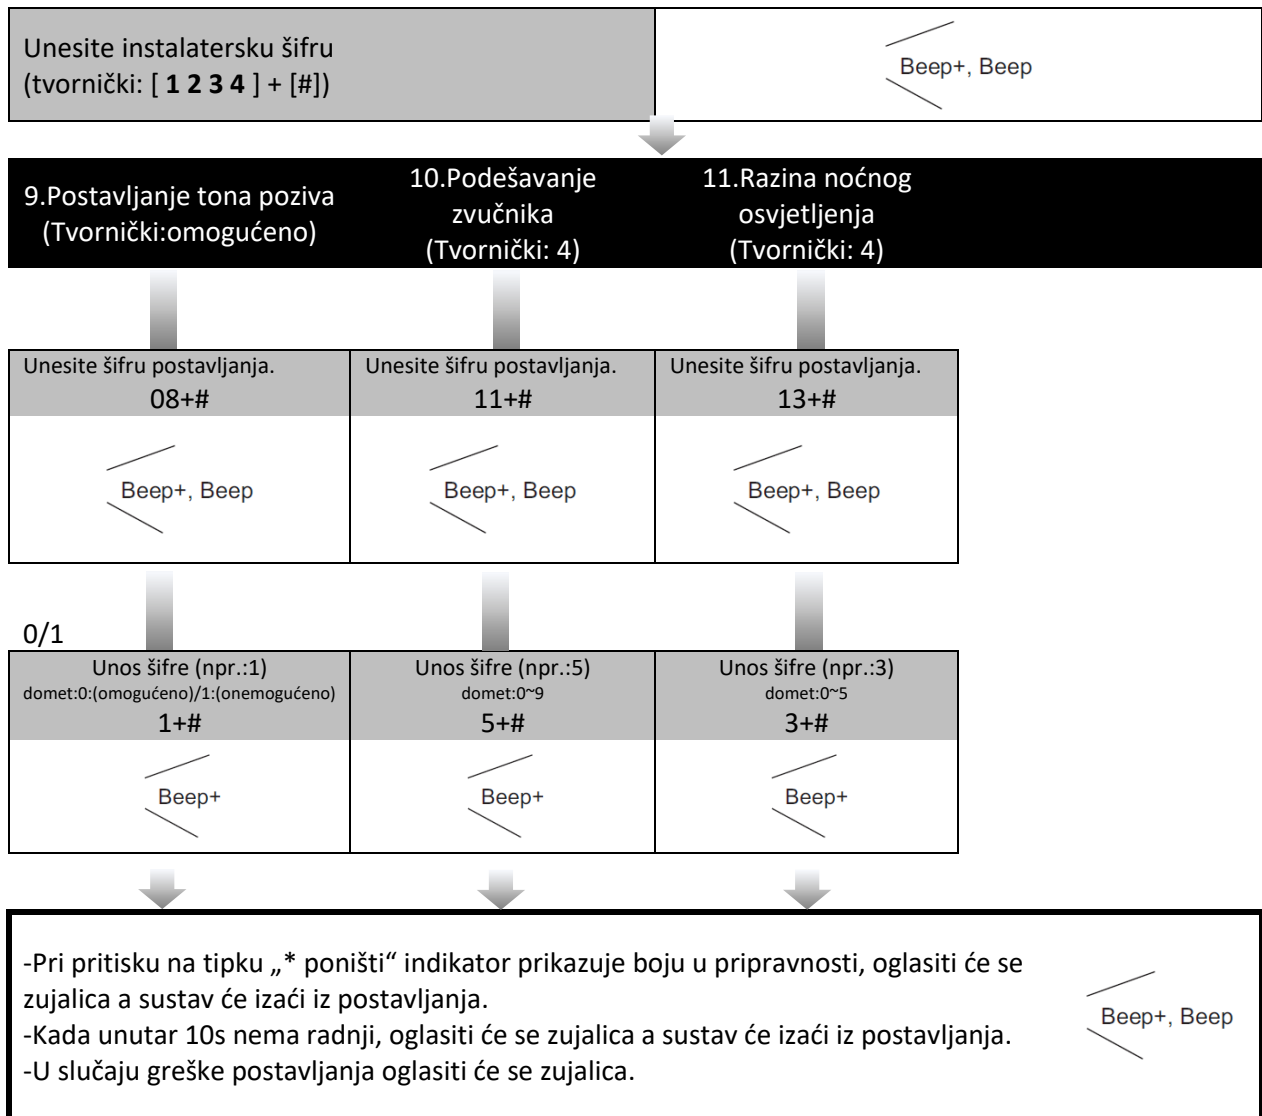 Unesite instalatersku šifru
(tvornički: [ 1 2 3 4 ] + [#])
Beep+, Beep
9.Postavljanje tona poziva
(Tvornički:omogućeno)
10.Podešavanje
zvučnika
(Tvornički: 4)
11.Razina noćnog
osvjetljenja
(Tvornički: 4)
Unesite šifru postavljanja.
08+#
Unesite šifru postavljanja.
11+#
Unesite šifru postavljanja.
13+#
Beep+, Beep
Beep+, Beep
Beep+, Beep
0/1
Unos šifre (npr.:1)
domet:0:(omogućeno)/1:(onemogućeno)
1+#
Unos šifre (npr.:5)
domet:0~9
5+#
Unos šifre (npr.:3)
domet:0~5
3+#
Beep+
Beep+
Beep+
-Pri pritisku na tipku „* poništi“ indikator prikazuje boju u pripravnosti, oglasiti će se
zujalica a sustav će izaći iz postavljanja.
-Kada unutar 10s nema radnji, oglasiti će se zujalica a sustav će izaći iz postavljanja.
-U slučaju greške postavljanja oglasiti će se zujalica.
Beep+, Beep